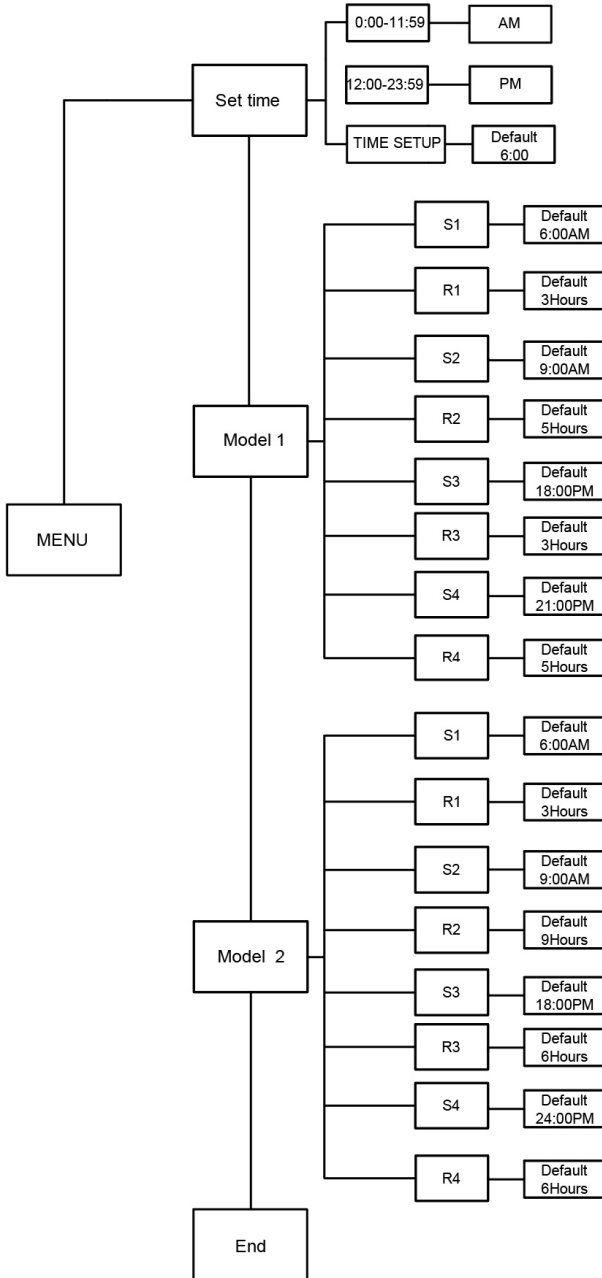 0:00-11:59
AM
12:00-23:59
PM
Set time
TIME SETUP
Default
6:00
S1
Default
6:00AM
R1
Default
3Hours
S2
Default
9:00AM
R2
Default
5Hours
Model 1
S3
Default
18:00PM
MENU
R3
Default
3Hours
S4
Default
21:00PM
R4
Default
5Hours
S1
Default
6:00AM
R1
Default
3Hours
S2
Default
9:00AM
R2
Default
9Hours
Model 2
S3
Default
18:00PM
R3
Default
6Hours
S4
Default
24:00PM
R4
Default
6Hours
End